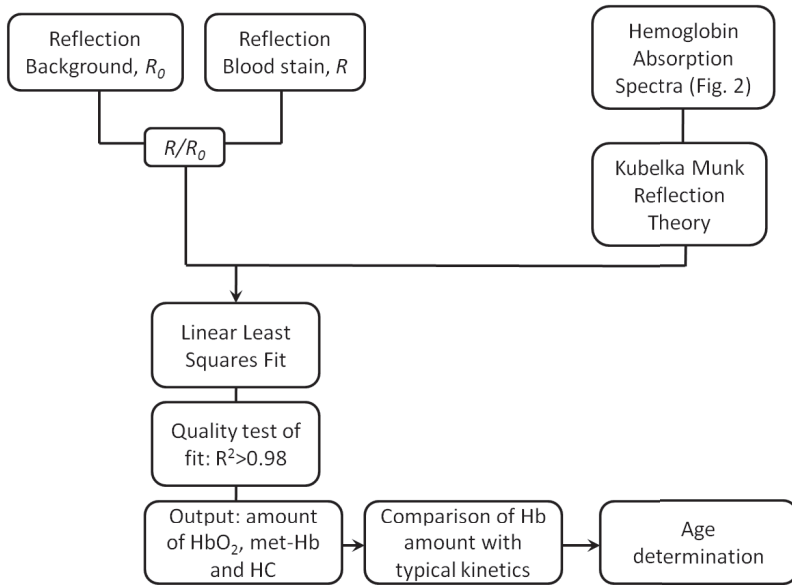 Reflection
Background, R₀
Reflection
Blood stain, R
Hemoglobin
Absorption
Spectra (Fig. 2)
R/R₀
Kubelka Munk
Reflection
Theory
Linear Least
Squares Fit
Quality test of
fit: R²>0.98
Output: amount
of HbO₂, met-Hb
and HC
Comparison of Hb
amount with
typical kinetics
Age
determination